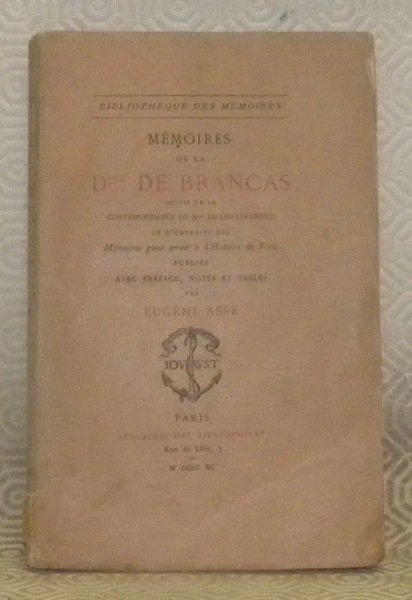 BIBLIOTHEQUE DES MÉMOIRES
MÉMOIRES
DE LA
Dsse DE BRANCAS
SUIVIS DE LA
CORRESPONDANCE DE Mme DE CHATEAUROUX
ET D'EXTRAITS DES
Mémoires pour servir à l'Histoire de Perse
PUBLIÉS
AVEC PRÉFACE, NOTES ET TABLES
PAR
EUGÈNE ASSE
IOVAVST
PARIS
LIBRAIRIE DES BIBLIOPHILES
Rue de Lille, 7
M DCCC XC